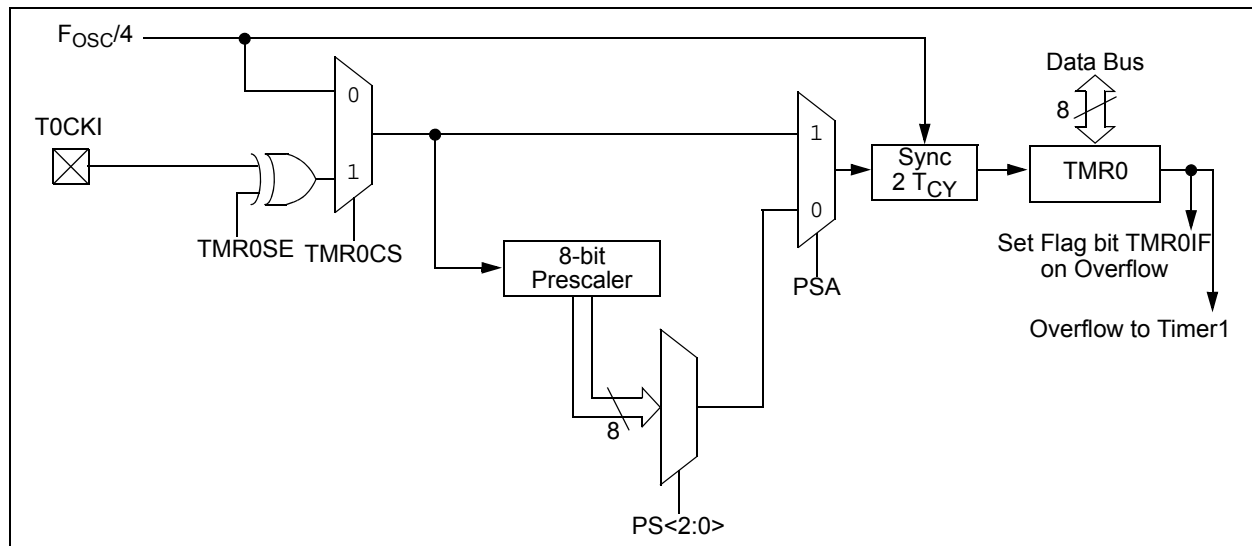 FOSC/4
T0CKI
0
1
TMR0SE
TMR0CS
8-bit
Prescaler
8
PS<2:0>
1
0
PSA
Sync
2 TCY
Data Bus
8
TMR0
Set Flag bit TMR0IF
on Overflow
Overflow to Timer1